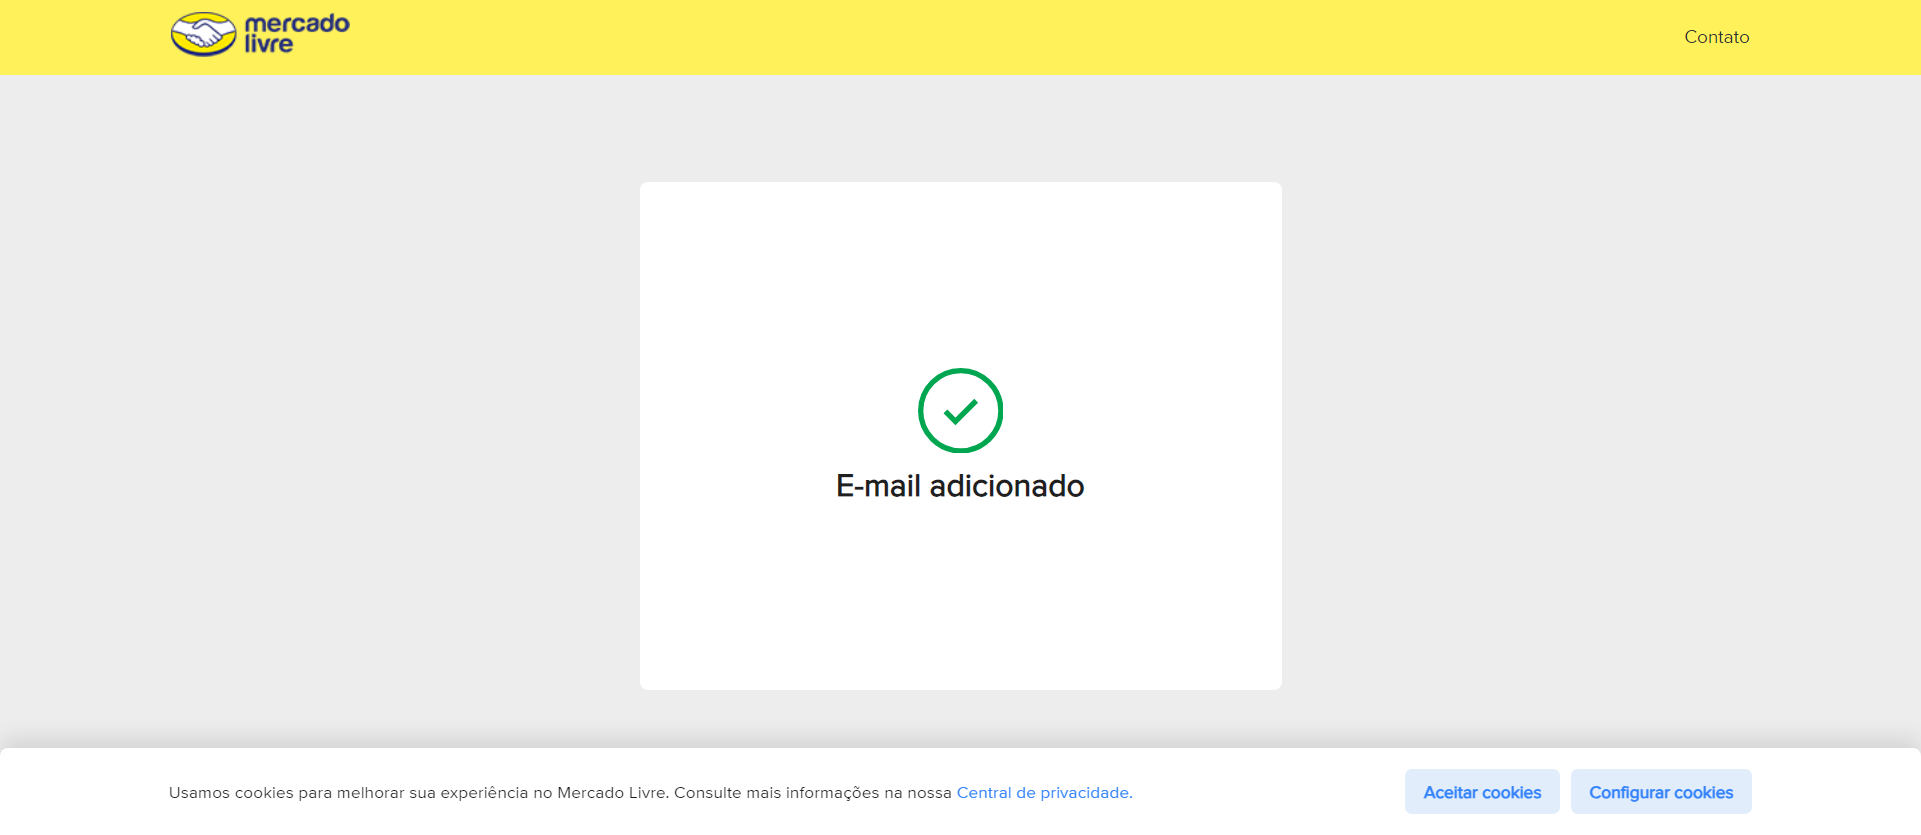 mercado
livre
Contato
E-mail adicionado
Usamos cookies para melhorar sua experiência no Mercado Livre. Consulte mais informações na nossa Central de privacidade.
Aceitar cookies
Configurar cookies